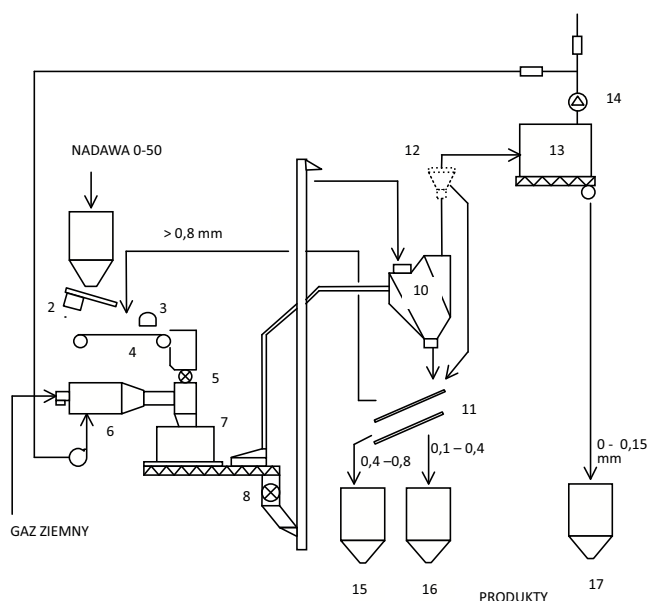 14
12
13
NADAWA 0-50
> 0,8 mm
10
2
3
4
5
6
7
11
0,4 –0,8
0,1 – 0,4
0 - 0,15
mm
8
GAZ ZIEMNY
15
16
17
PRODUKTY